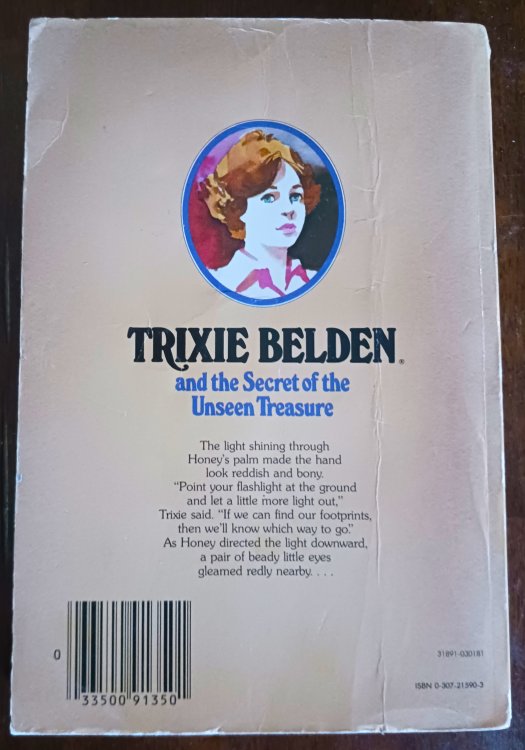 TRIXIE BELDEN®
and the Secret of the
Unseen Treasure
The light shining through
Honey's palm made the hand
look reddish and bony.
"Point your flashlight at the ground
and let a little more light out,"
Trixie said. "If we can find our footprints,
then we'll know which way to go."
As Honey directed the light downward,
a pair of beady little eyes
gleamed redly nearby. . . .
0
33500 91350
31891-030181
ISBN 0-307-21590-3